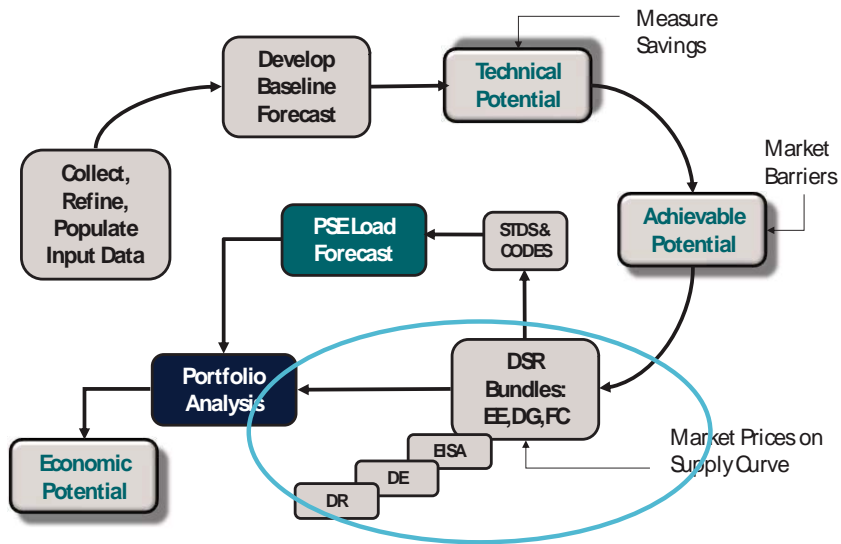 Measure
Savings
Develop
Baseline
Forecast
Technical
Potential
Collect,
Refine,
Populate
Input Data
Market
Barriers
Achievable
Potential
PSE Load
Forecast
STDS &
CODES
Portfolio
Analysis
DSR
Bundles:
EE, DG, FC
EISA
DE
DR
Economic
Potential
Market Prices on
Supply Curve